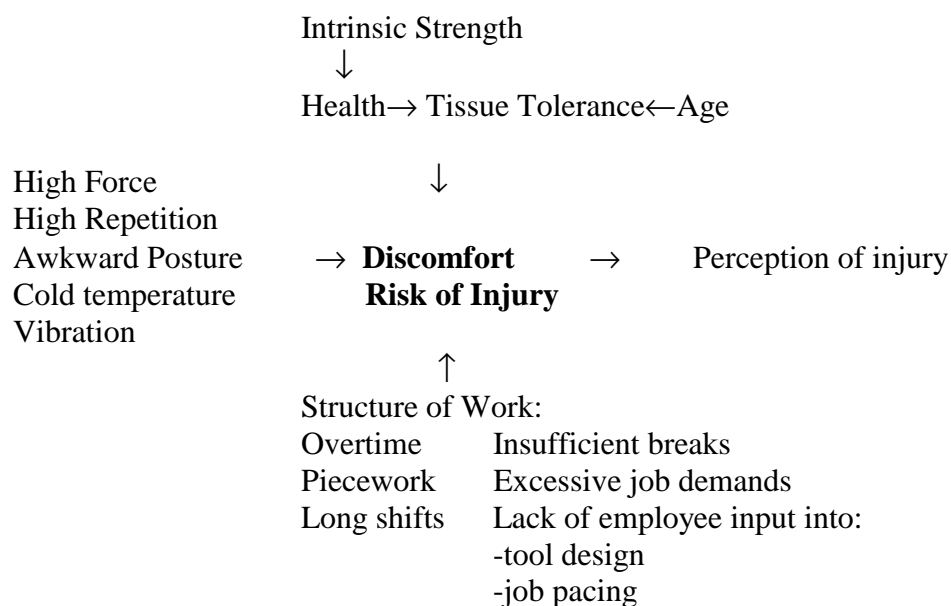 Intrinsic Strength
↓
Health→ Tissue Tolerance←Age
↓
High Force
High Repetition
Awkward Posture → Discomfort → Perception of injury
Cold temperature Risk of Injury
Vibration
↑
Structure of Work:
Overtime Insufficient breaks
Piecework Excessive job demands
Long shifts Lack of employee input into:
-tool design
-job pacing